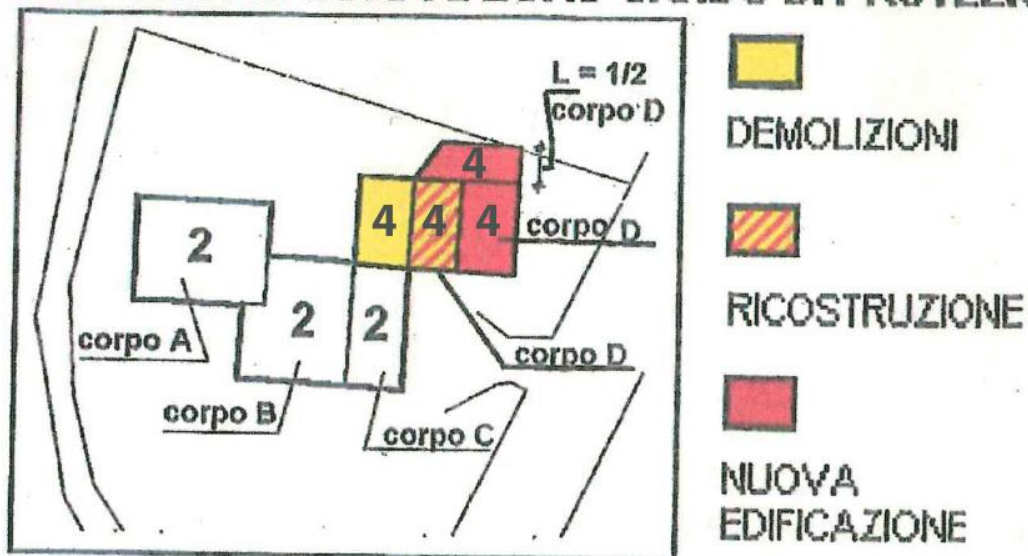 L = 1/2
corpo D
4
4 4 4
corpo D
2
2 2
corpo A
corpo D
corpo B
corpo C
DEMOLIZIONI
RICOSTRUZIONE
NUOVA
EDIFICAZIONE